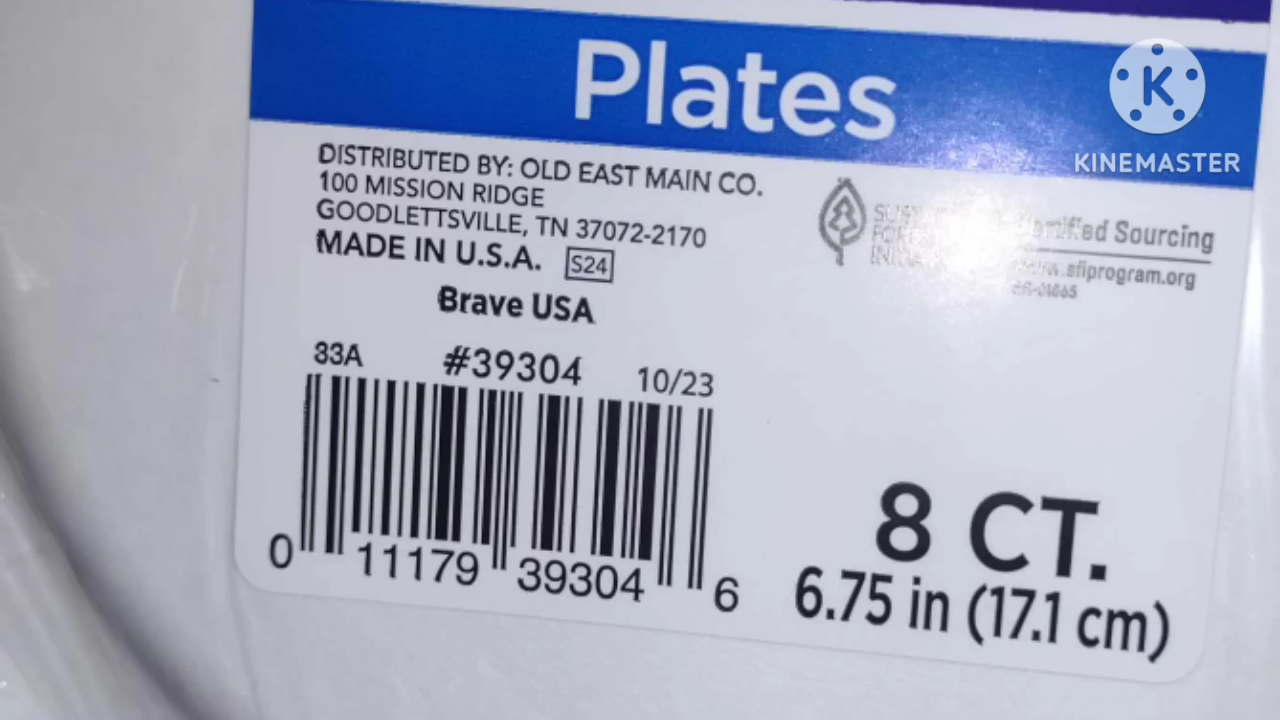 Plates
K
KINEMASTER
DISTRIBUTED BY: OLD EAST MAIN CO.
100 MISSION RIDGE
GOODLETTSVILLE, TN 37072-2170
MADE IN U.S.A. S24
Brave USA
Certified Sourcing
www.sfiprogram.org
33A #39304 10/23
0 11179 39304 6
8 CT.
6.75 in (17.1 cm)